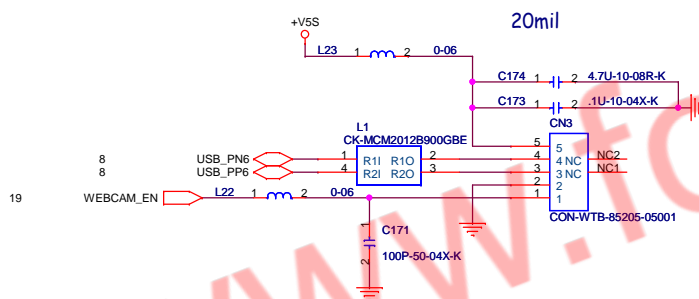 20mil
+V5S
L23 1 2 0-06
C174 1 2 4.7U-10-08R-K
C173 1 2 .1U-10-04X-K
L1
CK-MCM2012B900GBE
CN3
5 5
8 USB_PN6 1 R1I R1O 2 4 4 NC NC2
8 USB_PP6 4 R2I R2O 3 3 3 NC NC1
2 2
19 WEBCAM_EN L22 1 2 0-06 1 1
CON-WTB-85205-05001
1 C171
2 100P-50-04X-K
www.fo